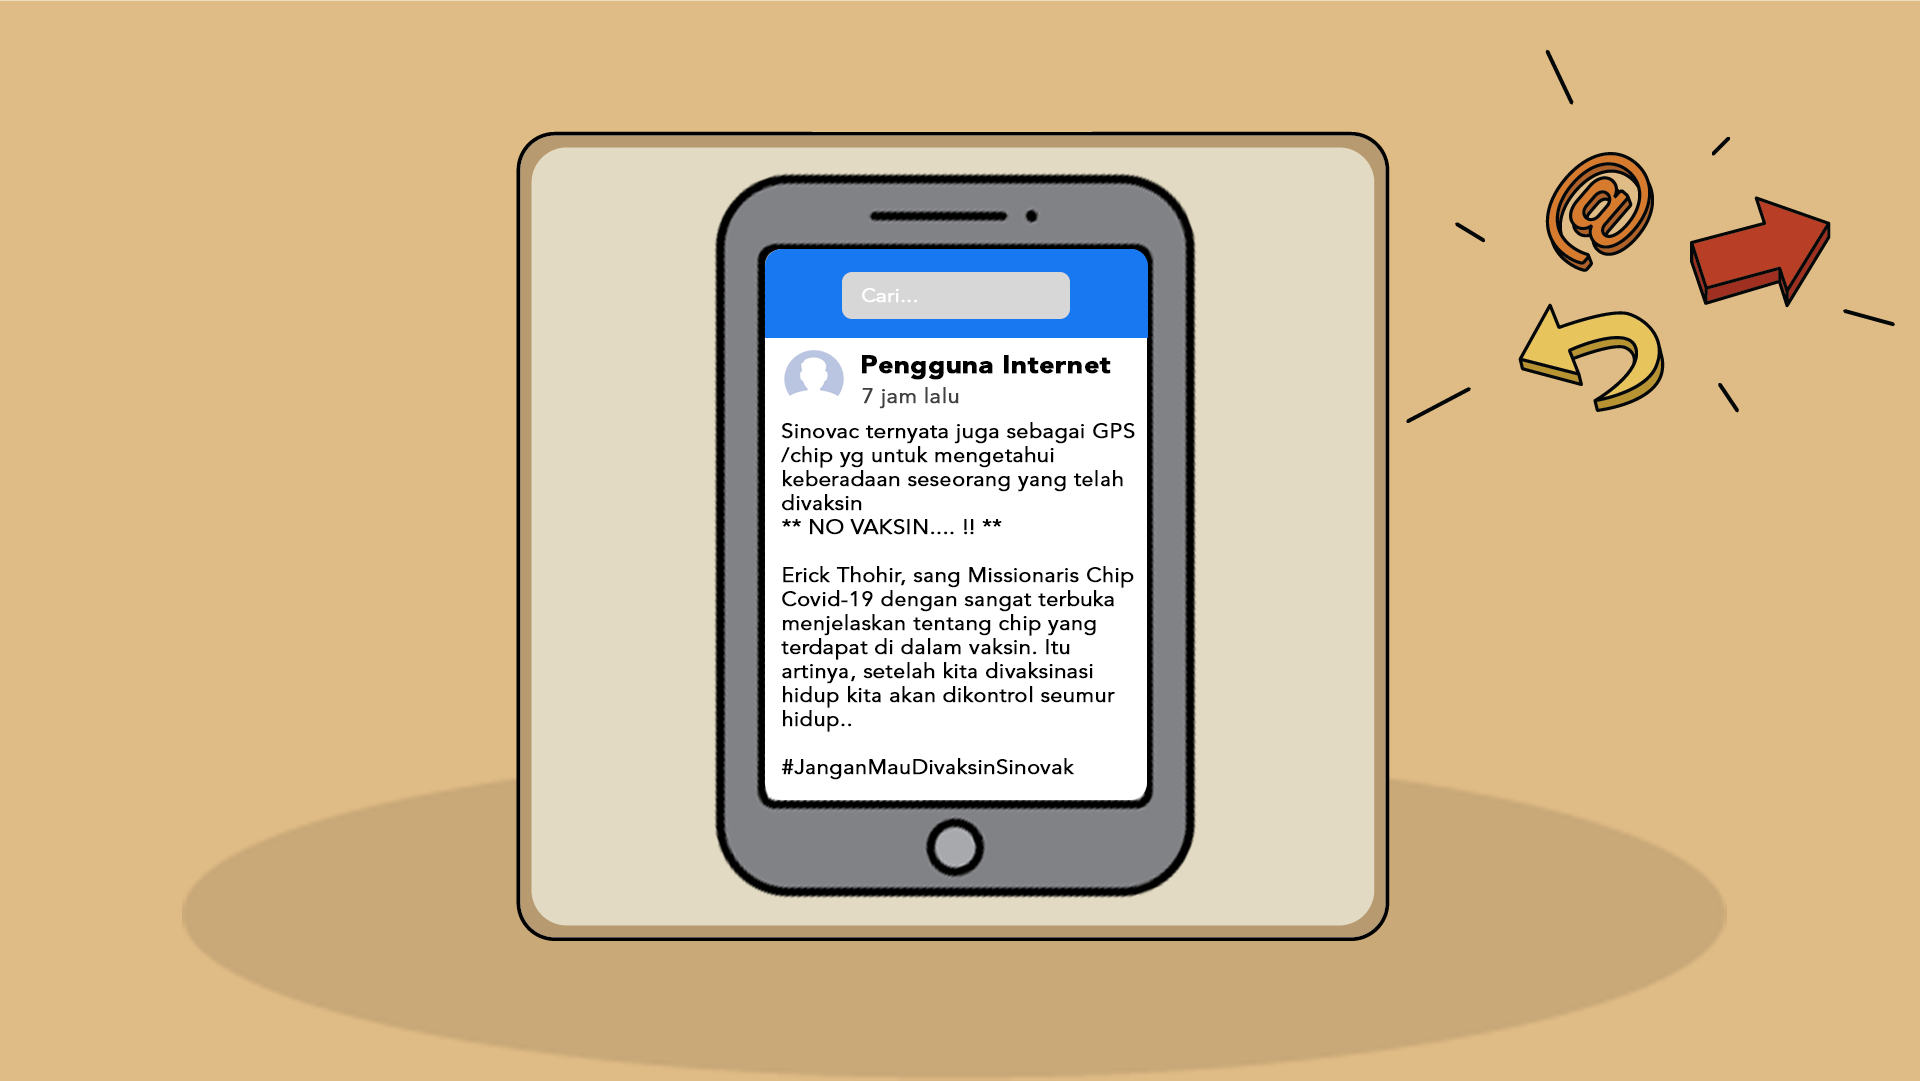 Cari...
Pengguna Internet
7 jam lalu
Sinovac ternyata juga sebagai GPS
/chip yg untuk mengetahui
keberadaan seseorang yang telah
divaksin
** NO VAKSIN.... !! **
Erick Thohir, sang Missionaris Chip
Covid-19 dengan sangat terbuka
menjelaskan tentang chip yang
terdapat di dalam vaksin. Itu
artinya, setelah kita divaksinasi
hidup kita akan dikontrol seumur
hidup..
#JanganMauDivaksinSinovak
@